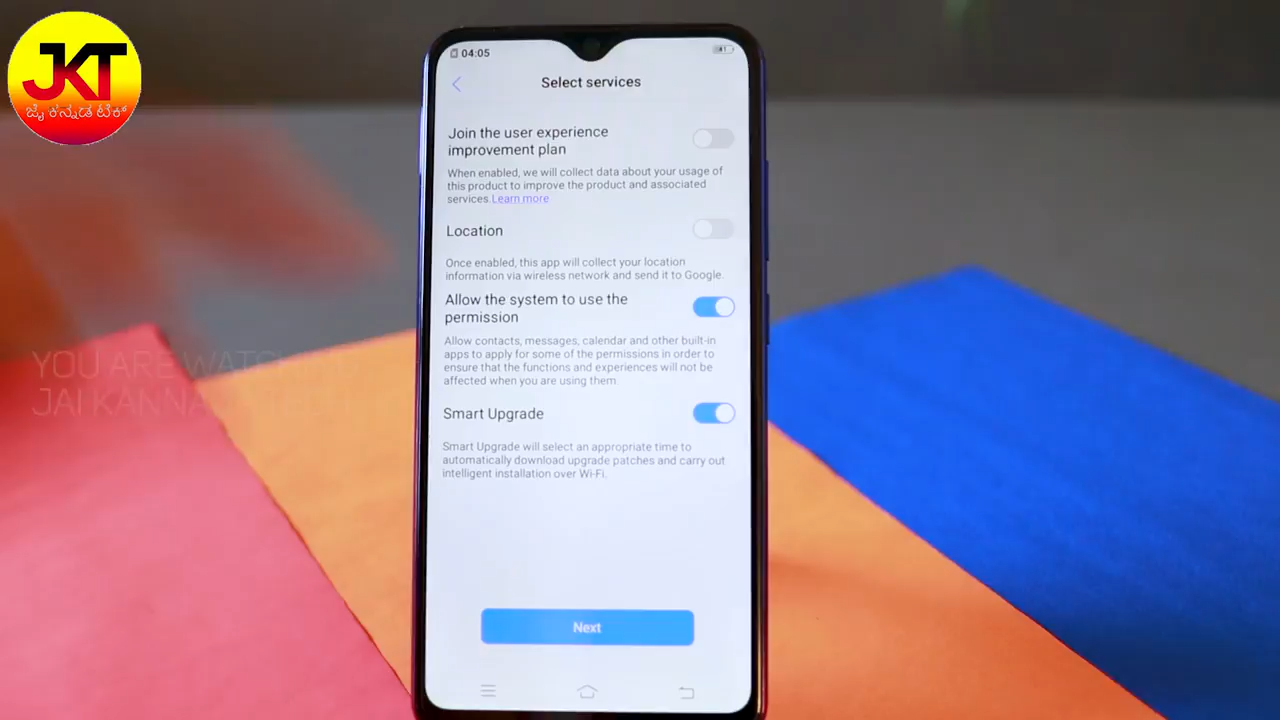 JKT
ಜೈ ಕನ್ನಡ ಟೆಕ್
04:05
41
Select services
Join the user experience
improvement plan
When enabled, we will collect data about your usage of
this product to improve the product and associated
services.Learn more
Location
Once enabled, this app will collect your location
information via wireless network and send it to Google.
Allow the system to use the
permission
Allow contacts, messages, calendar and other built-in
apps to apply for some of the permissions in order to
ensure that the functions and experiences will not be
affected when you are using them
Smart Upgrade
Smart Upgrade will select an appropriate time to
automatically download upgrade patches and carry out
intelligent installation over Wi-Fi.
Next
YOU ARE
JAI